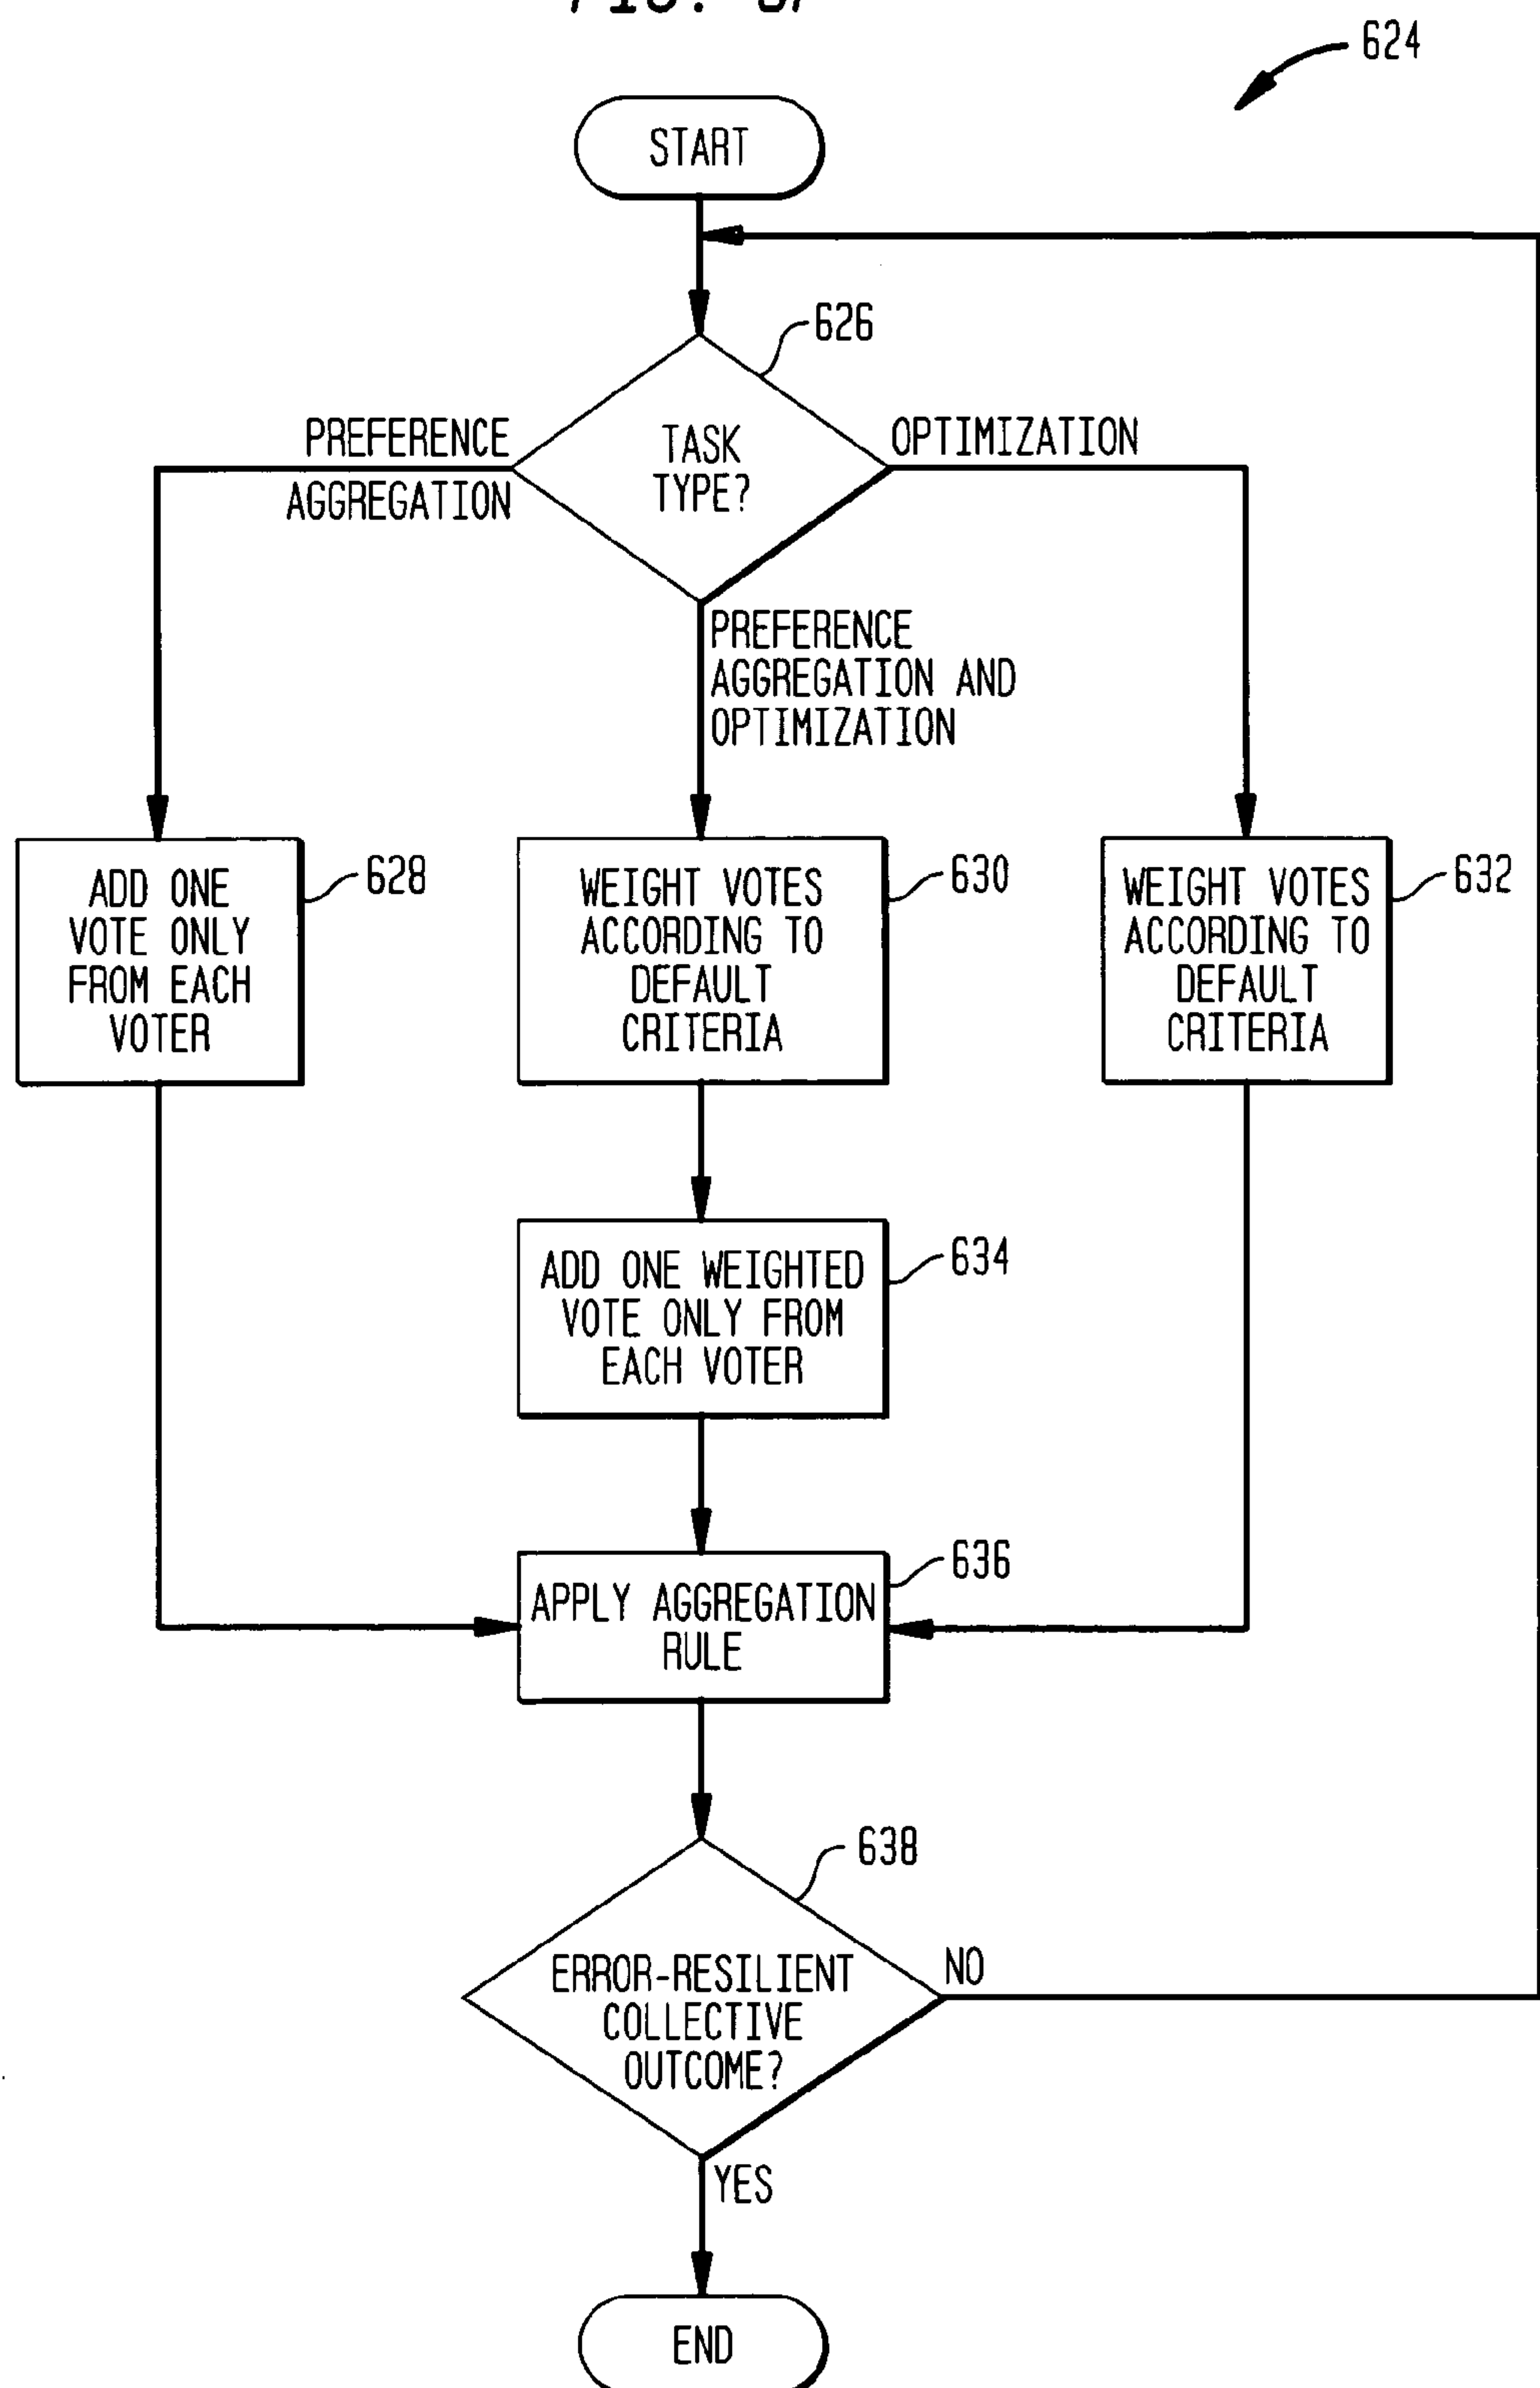 624
START
626
PREFERENCE
AGGREGATION
TASK
TYPE?
OPTIMIZATION
PREFERENCE
AGGREGATION AND
OPTIMIZATION
ADD ONE
VOTE ONLY
FROM EACH
VOTER
628
WEIGHT VOTES
ACCORDING TO
DEFAULT
CRITERIA
630
WEIGHT VOTES
ACCORDING TO
DEFAULT
CRITERIA
632
ADD ONE WEIGHTED
VOTE ONLY FROM
EACH VOTER
634
APPLY AGGREGATION
RULE
636
638
ERROR-RESILIENT
COLLECTIVE
OUTCOME?
NO
YES
END